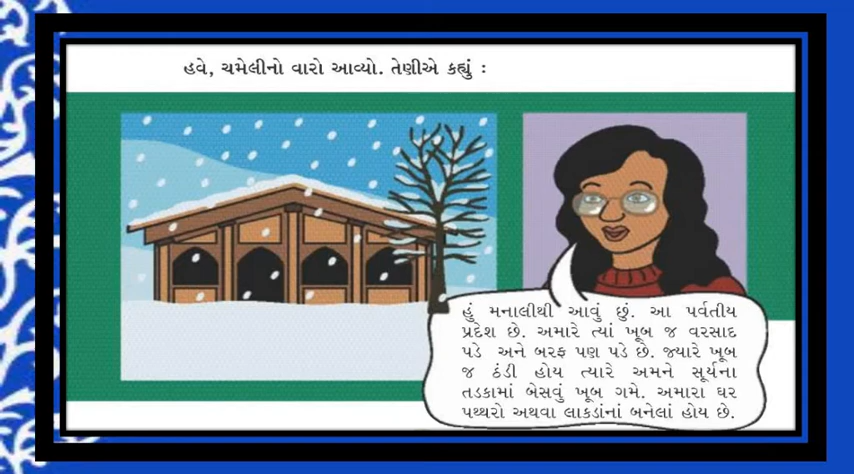 હવે, ચમેલીનો વારો આવ્યો. તેણીએ કહ્યું :
હું મનાલીથી આવું છું. આ પર્વતીય
પ્રદેશ છે. અમારે ત્યાં ખૂબ જ વરસાદ
પડે અને બરફ પણ પડે છે. જ્યારે ખૂબ
જ ઠંડી હોય ત્યારે અમને સૂર્યના
તડકામાં બેસવું ખૂબ ગમે. અમારા ઘર
પથ્થરો અથવા લાકડાંનાં બનેલાં હોય છે.